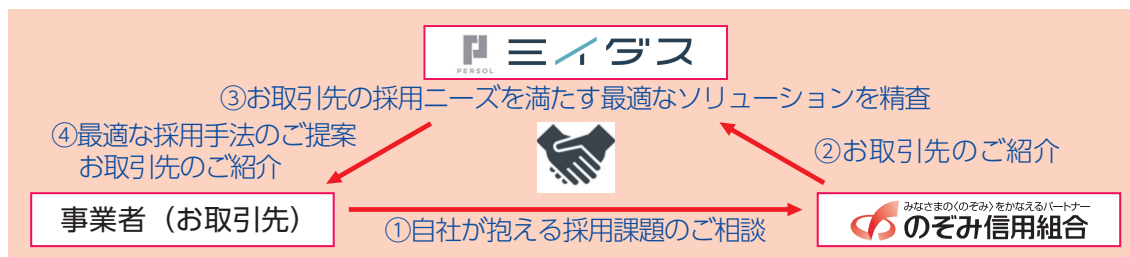 PERSOL
ミイダス
③お取引先の採用ニーズを満たす最適なソリューションを精査
④最適な採用手法のご提案
お取引先のご紹介
②お取引先のご紹介
事業者（お取引先）
①自社が抱える採用課題のご相談
みなさまの〈のぞみ〉をかなえるパートナー
のぞみ信用組合